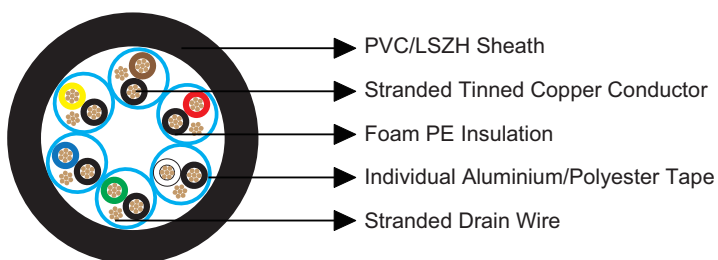 PVC/LSZH Sheath
Stranded Tinned Copper Conductor
Foam PE Insulation
Individual Aluminium/Polyester Tape
Stranded Drain Wire